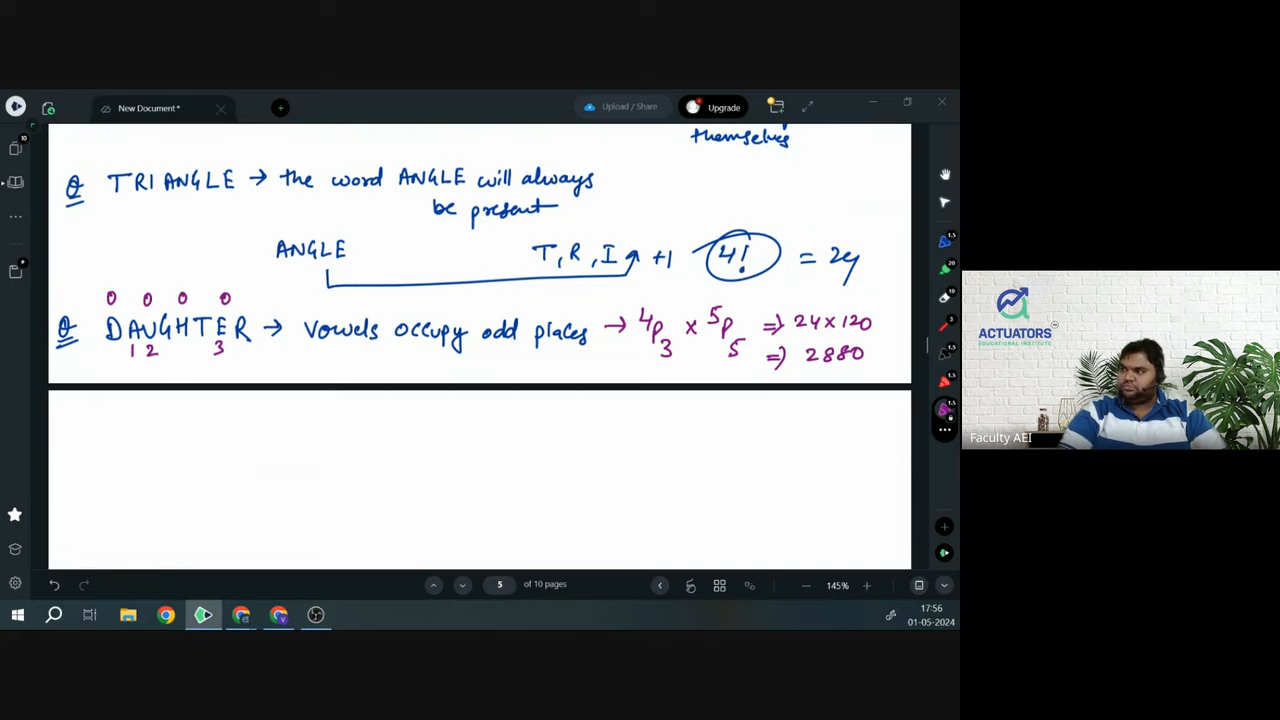 New Document*
Upload / Share
Upgrade
themselves
Q TRIANGLE → the word ANGLE will always
be present
ANGLE T, R, I +1 4! = 24
0 0 0 0
Q DAUGHTER → vowels occupy odd places → 4P3 × 5P5 => 24×120
1 2 3 => 2880
ACTUATORS TM
EDUCATIONAL INSTITUTE
Faculty AEI
5 of 10 pages
145%
17:56
01-05-2024